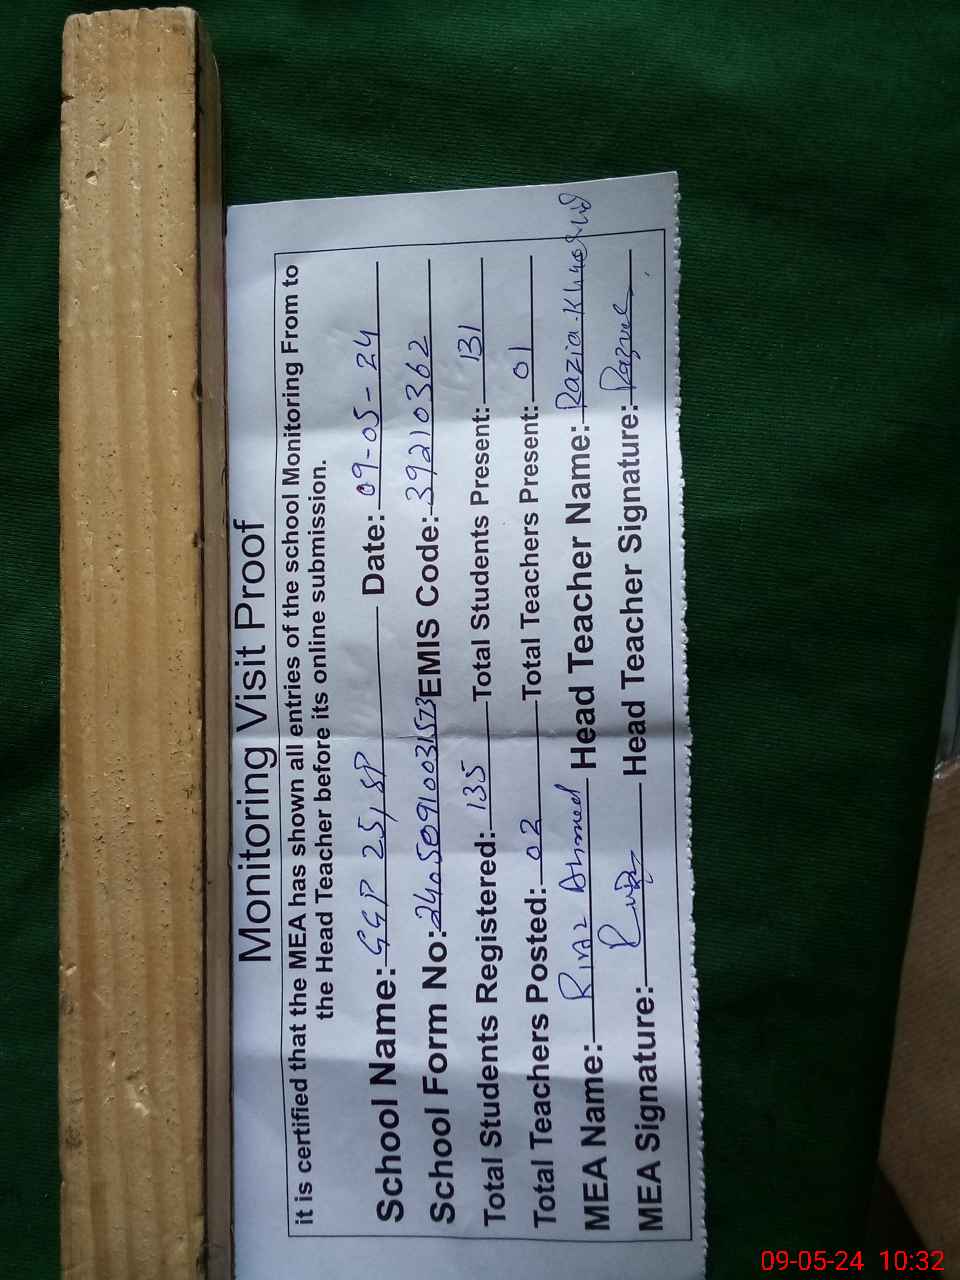 Monitoring Visit Proof
it is certified that the MEA has shown all entries of the school Monitoring From to
the Head Teacher before its online submission.
School Name: GGP 25/SP Date: 09-05-24
School Form No: 24050910031573 EMIS Code: 39210362
Total Students Registered: 135 Total Students Present: 131
Total Teachers Posted: 02 Total Teachers Present: 01
MEA Name: Riaz Ahmed Head Teacher Name: Razia Khurshid
MEA Signature: Head Teacher Signature:
09-05-24 10:32